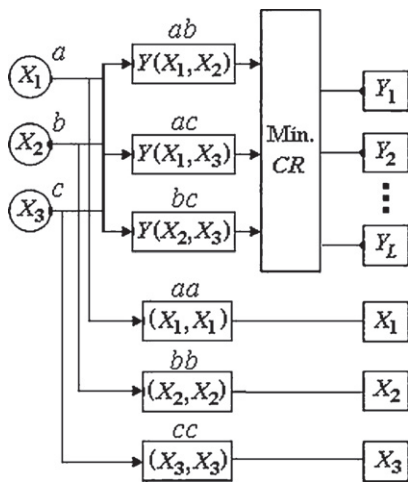 a
X₁
b
X₂
c
X₃
ab
Y(X₁,X₂)
ac
Y(X₁,X₃)
bc
Y(X₂,X₃)
Min.
CR
Y₁
Y₂
⋮
Y_L
aa
(X₁,X₁)
X₁
bb
(X₂,X₂)
X₂
cc
(X₃,X₃)
X₃